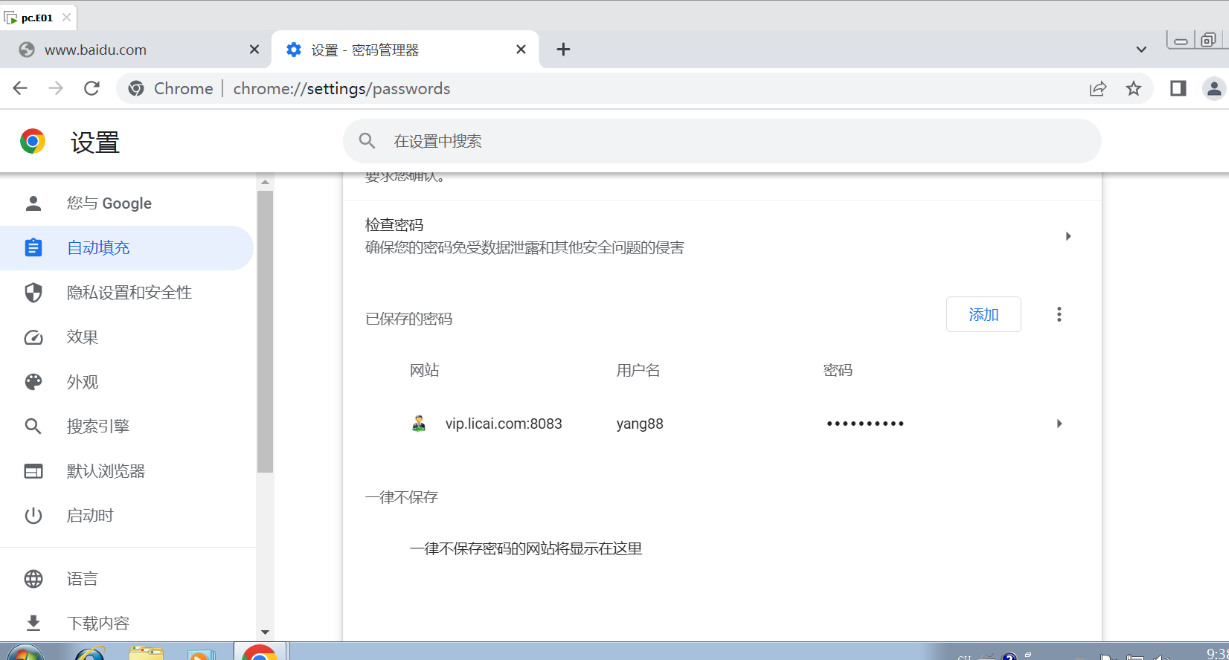 pc.E01
www.baidu.com
设置 - 密码管理器
Chrome | chrome://settings/passwords
设置
在设置中搜索
您与 Google
自动填充
隐私设置和安全性
效果
外观
搜索引擎
默认浏览器
启动时
语言
下载内容
要求您确认。
检查密码
确保您的密码免受数据泄露和其他安全问题的侵害
已保存的密码
添加
网站 用户名 密码
vip.licai.com:8083 yang88 ••••••••••
一律不保存
一律不保存密码的网站将显示在这里